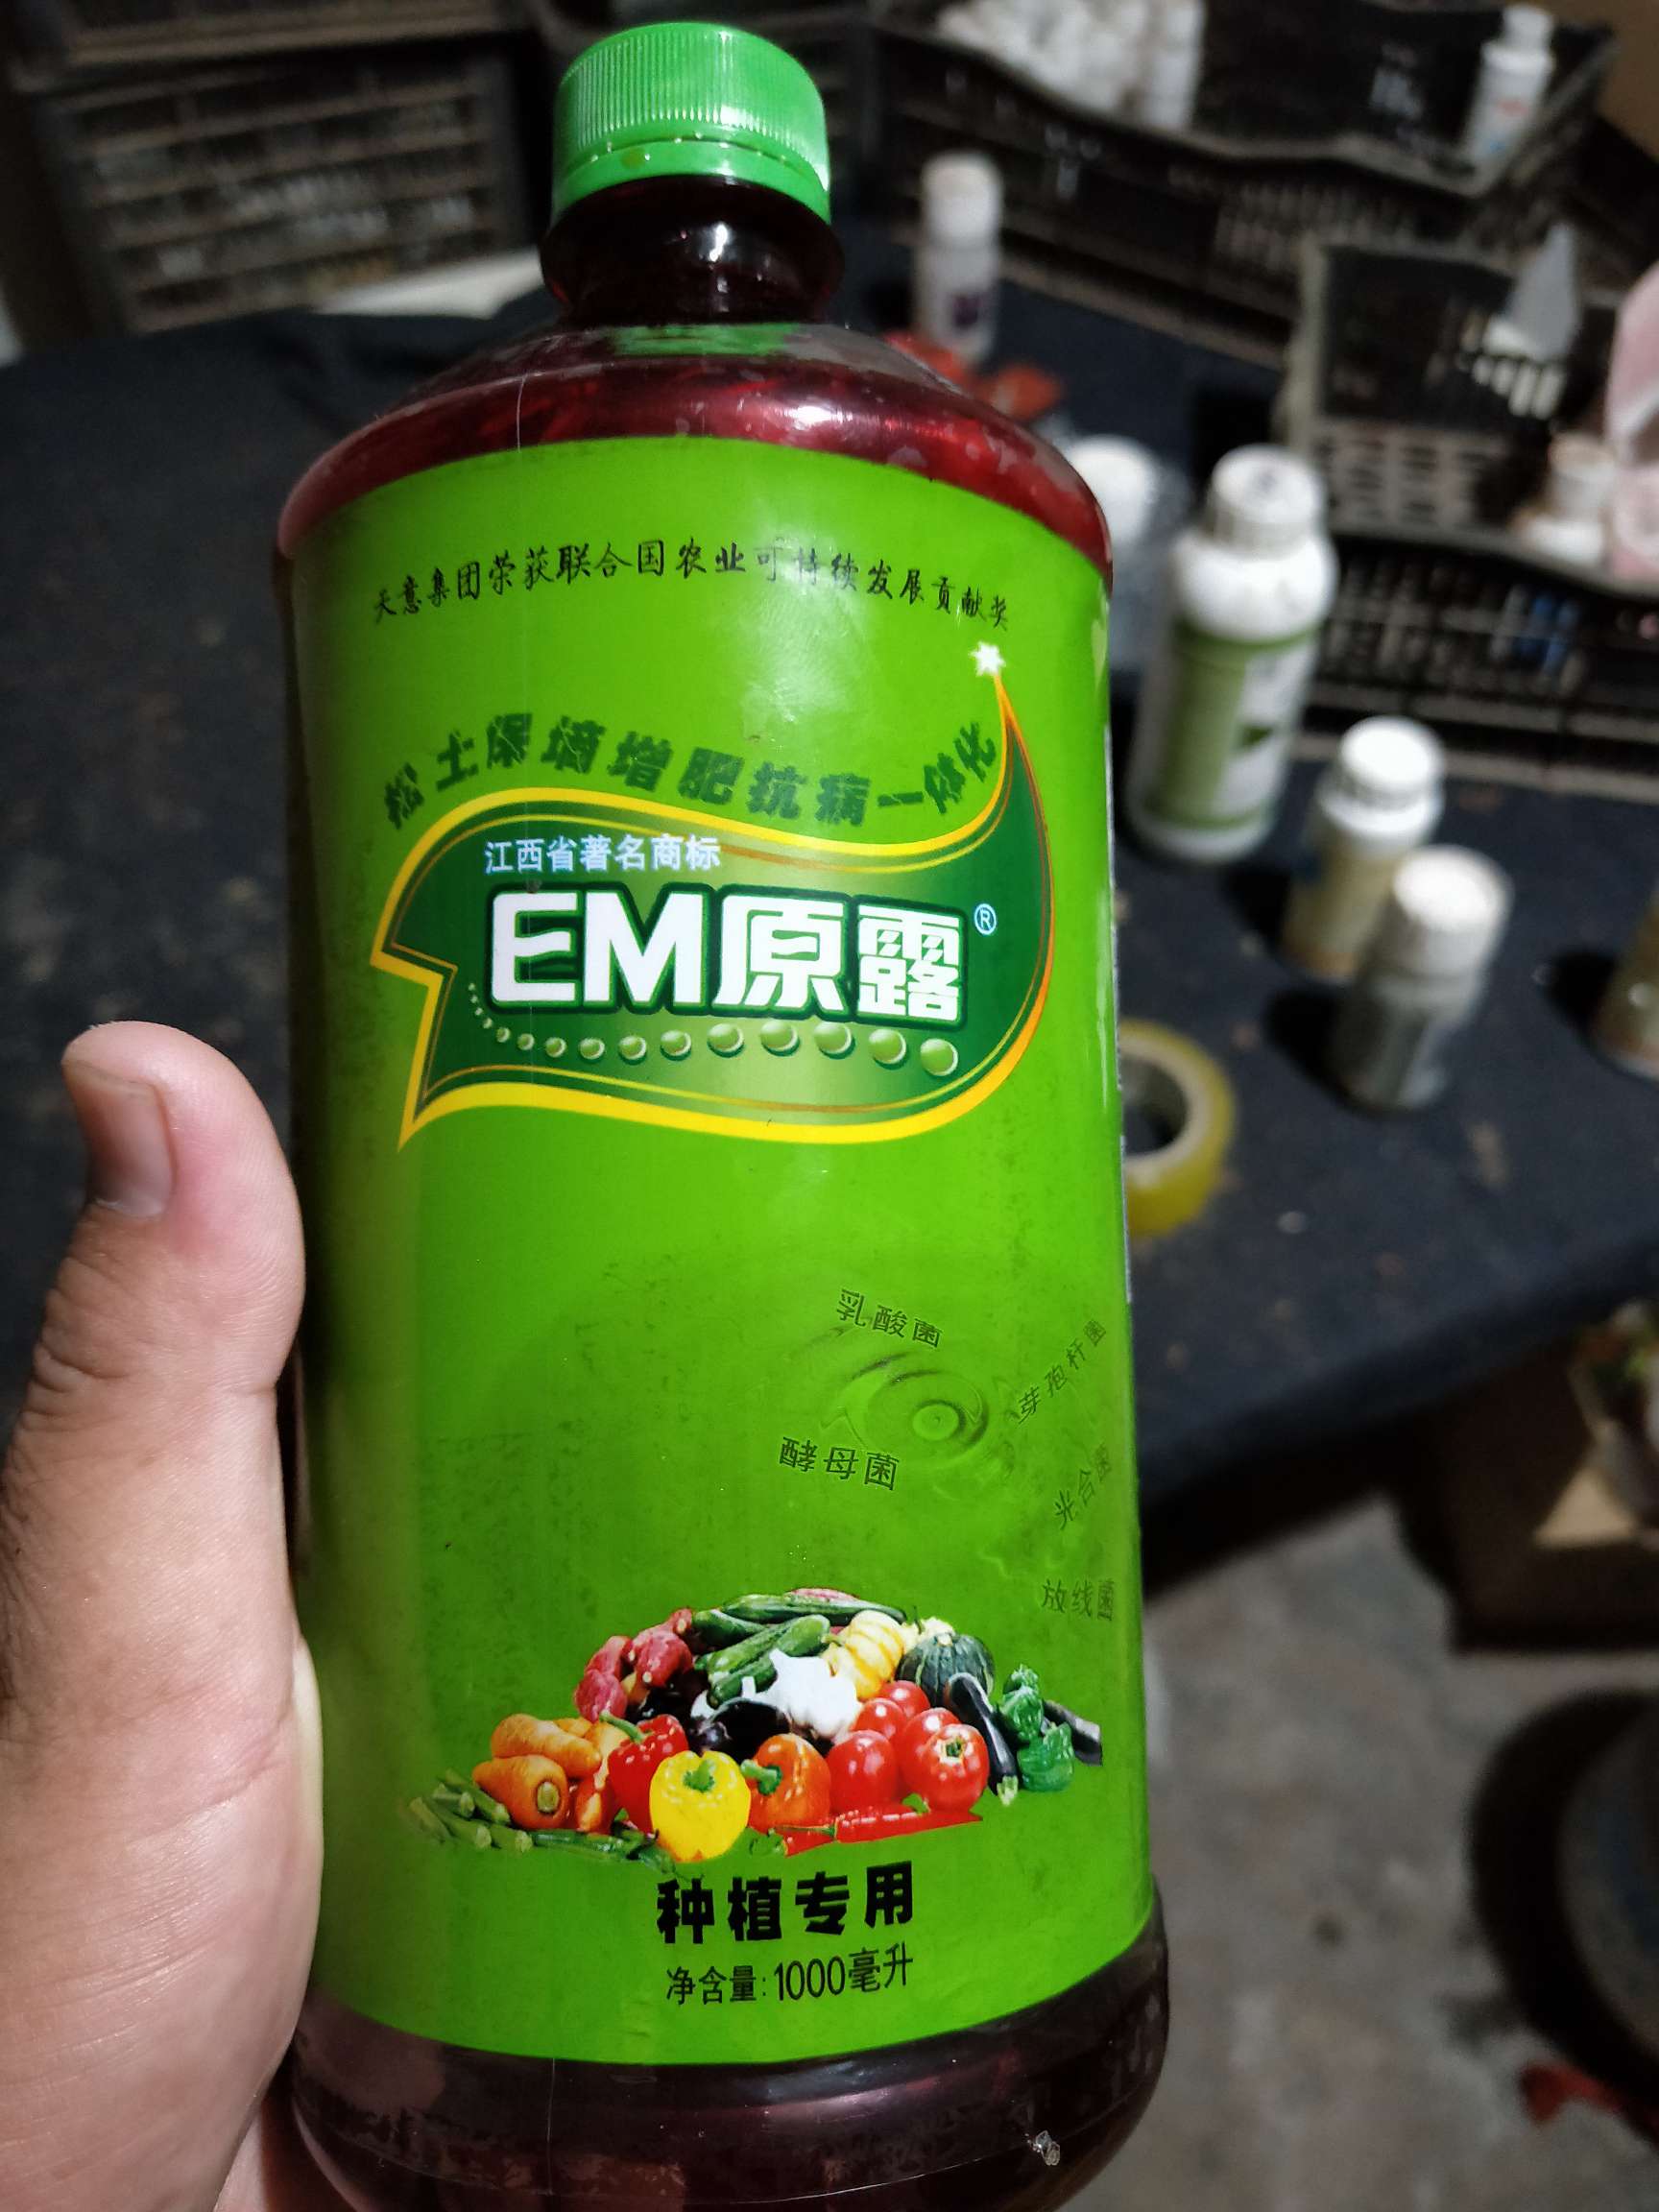 天意集团荣获联合国农业可持续发展贡献奖
松土保墒增肥抗病一体化
江西省著名商标
EM原露®
乳酸菌
芽孢杆菌
酵母菌
光合菌
放线菌
种植专用
净含量:1000毫升